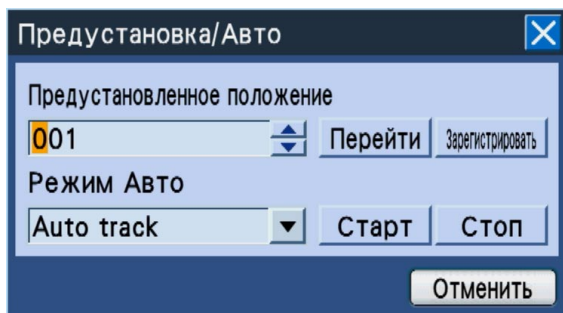 Предустановка/Авто
Предустановленное положение
001 Перейти Зарегистрировать
Режим Авто
Auto track Старт Стоп
Отменить